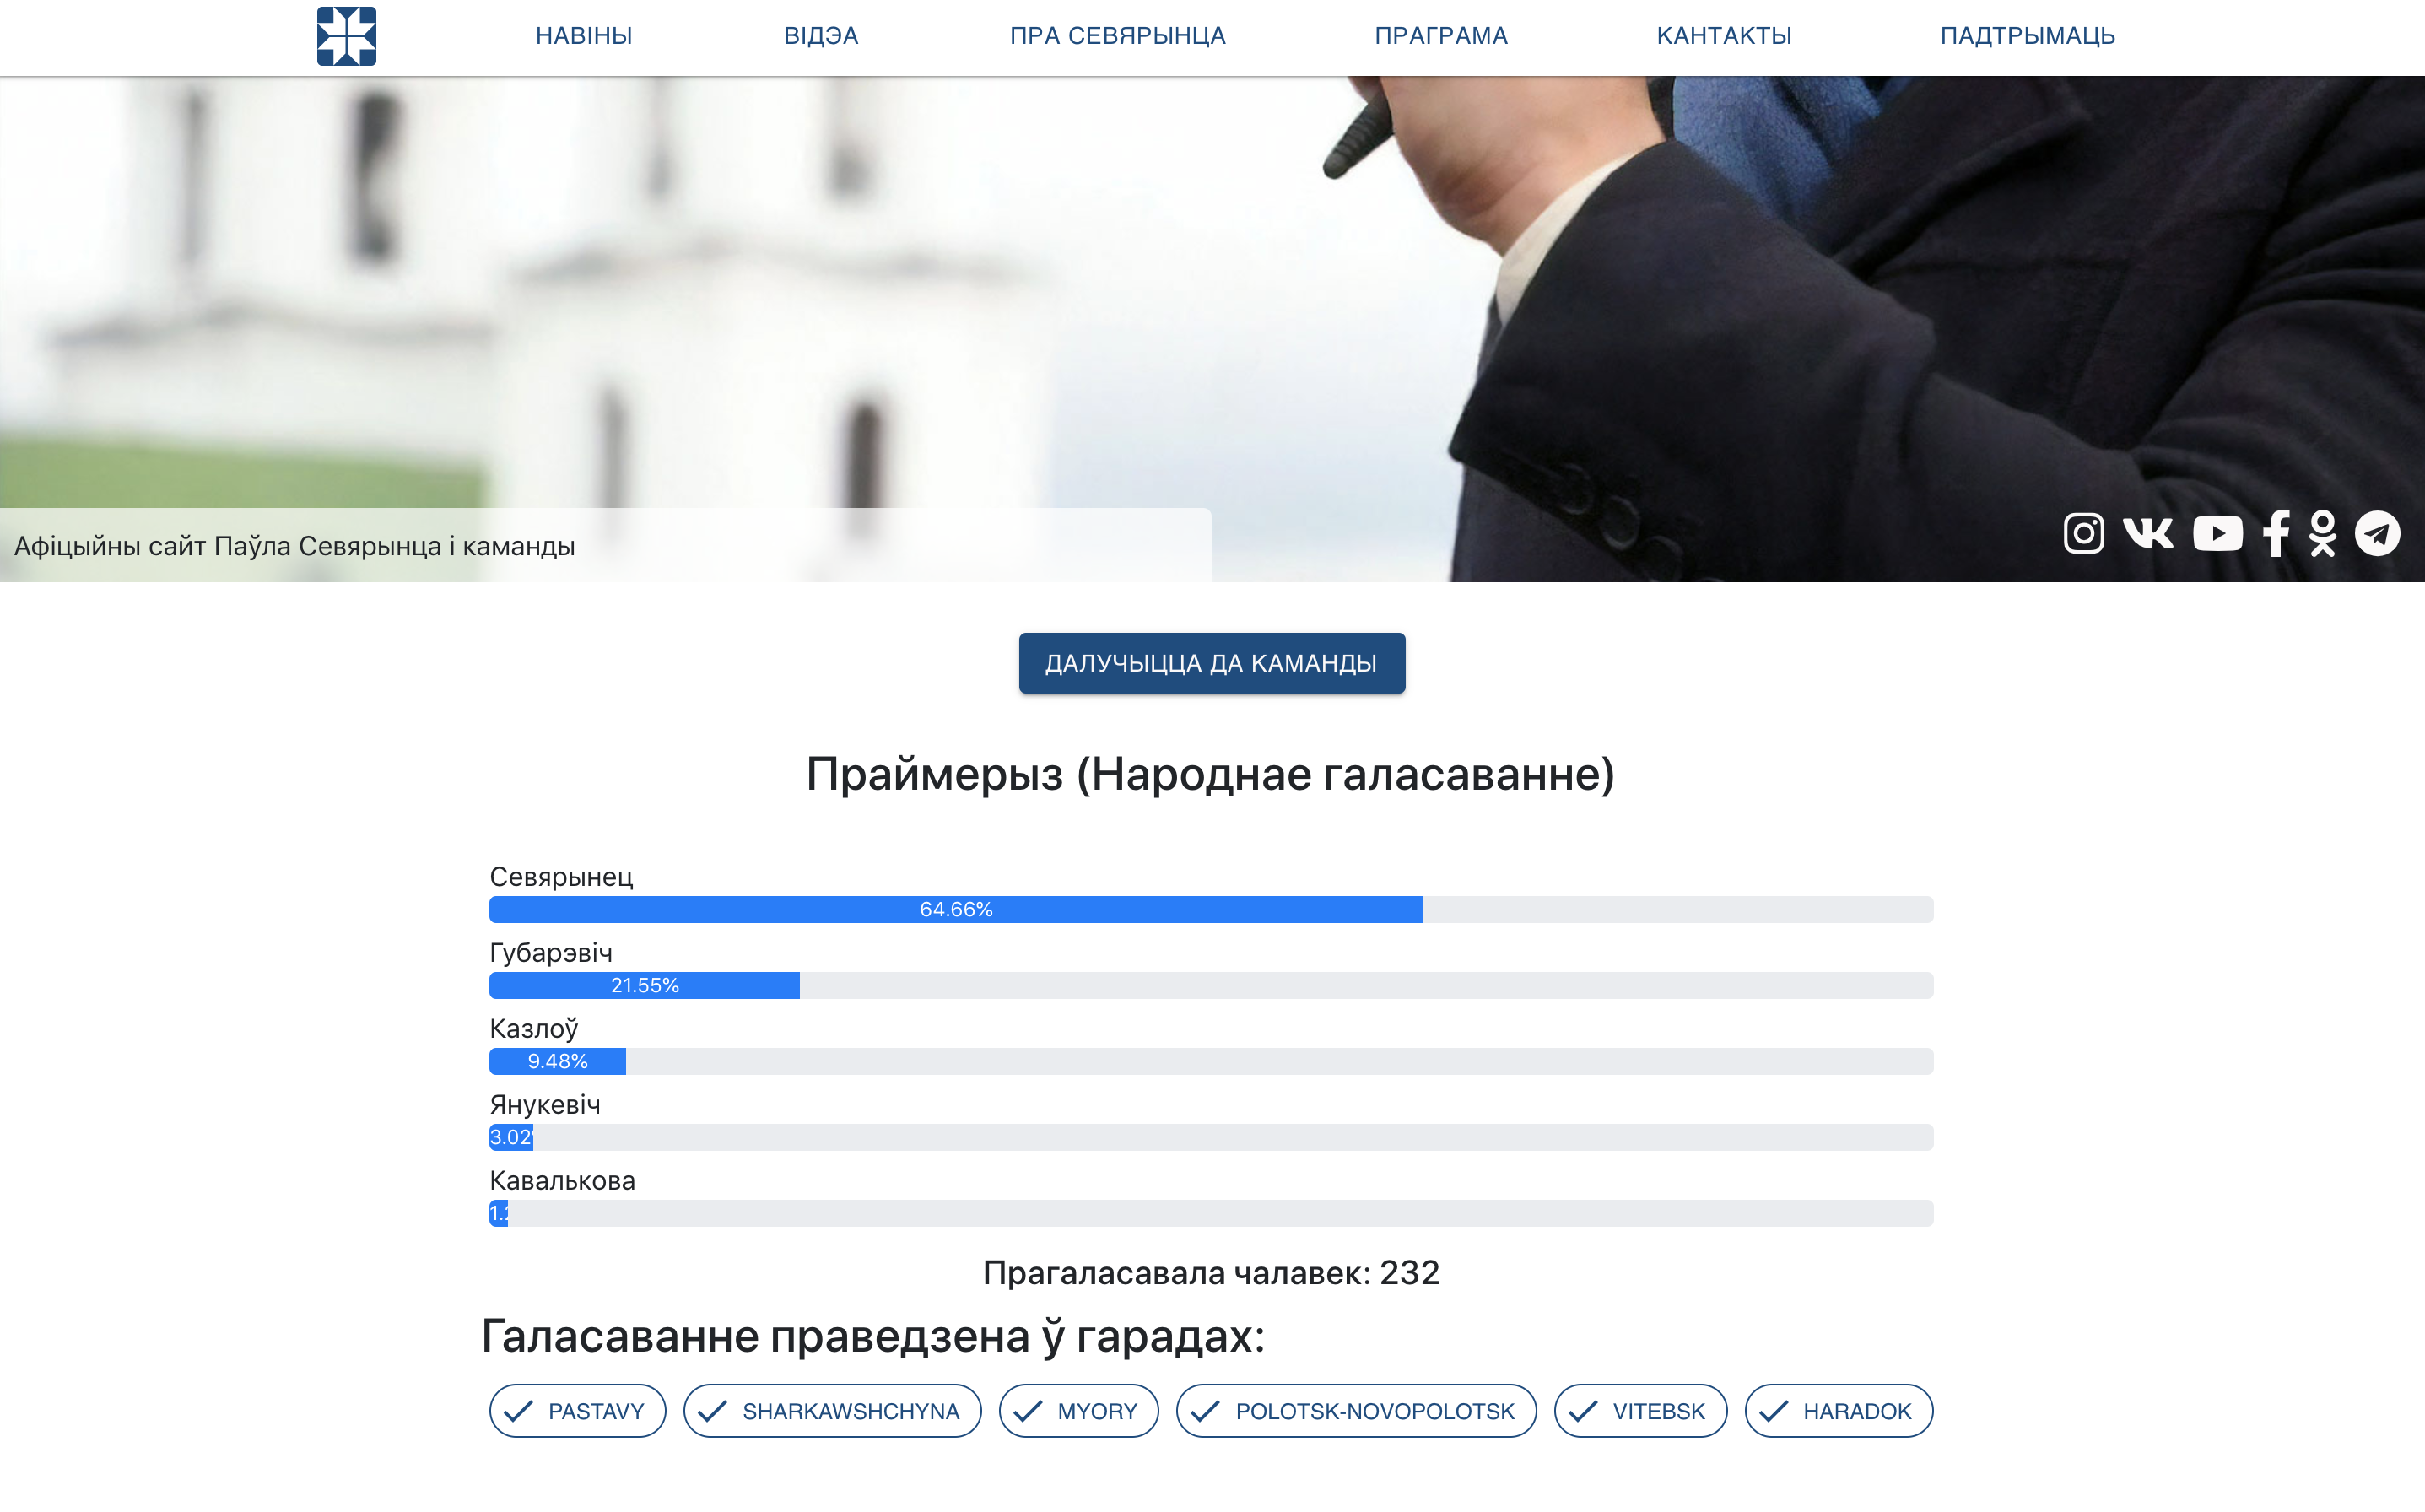 НАВІНЫ ВІДЭА ПРА СЕВЯРЫНЦА ПРАГРАМА КАНТАКТЫ ПАДТРЫМАЦЬ
Афіцыйны сайт Паўла Севярынца і каманды
ДАЛУЧЫЦЦА ДА КАМАНДЫ
Праймерыз (Народнае галасаванне)
Севярынец
64.66%
Губарэвіч
21.55%
Казлоў
9.48%
Янукевіч
3.02
Кавалькова
Прагаласавала чалавек: 232
Галасаванне праведзена ў гарадах:
PASTAVY SHARKAWSHCHYNA MYORY POLOTSK-NOVOPOLOTSK VITEBSK HARADOK